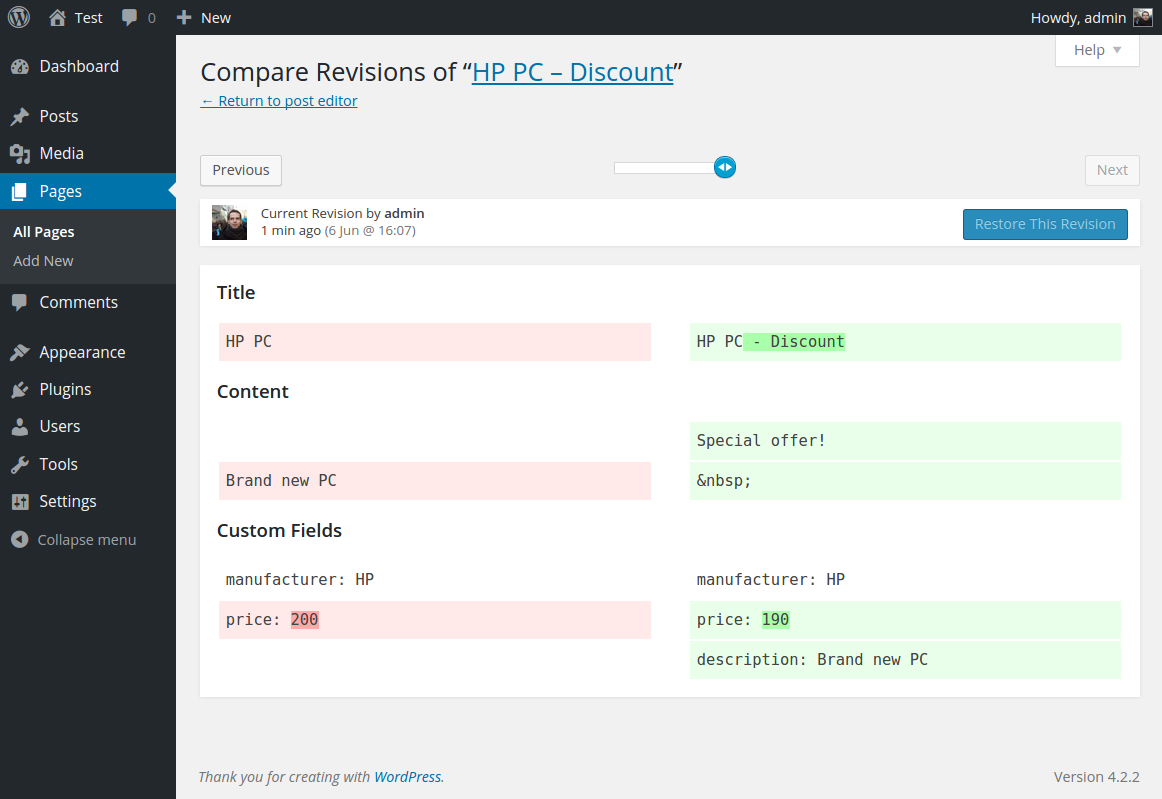 Test 0 New Howdy, admin
Help
Dashboard
Posts
Media
Pages
All Pages
Add New
Comments
Appearance
Plugins
Users
Tools
Settings
Collapse menu
Compare Revisions of “HP PC – Discount”
← Return to post editor
Previous Next
Current Revision by admin
1 min ago (6 Jun @ 16:07)
Restore This Revision
Title
HP PC HP PC - Discount
Content
Special offer!
Brand new PC &nbsp;
Custom Fields
manufacturer: HP manufacturer: HP
price: 200 price: 190
description: Brand new PC
Thank you for creating with WordPress. Version 4.2.2